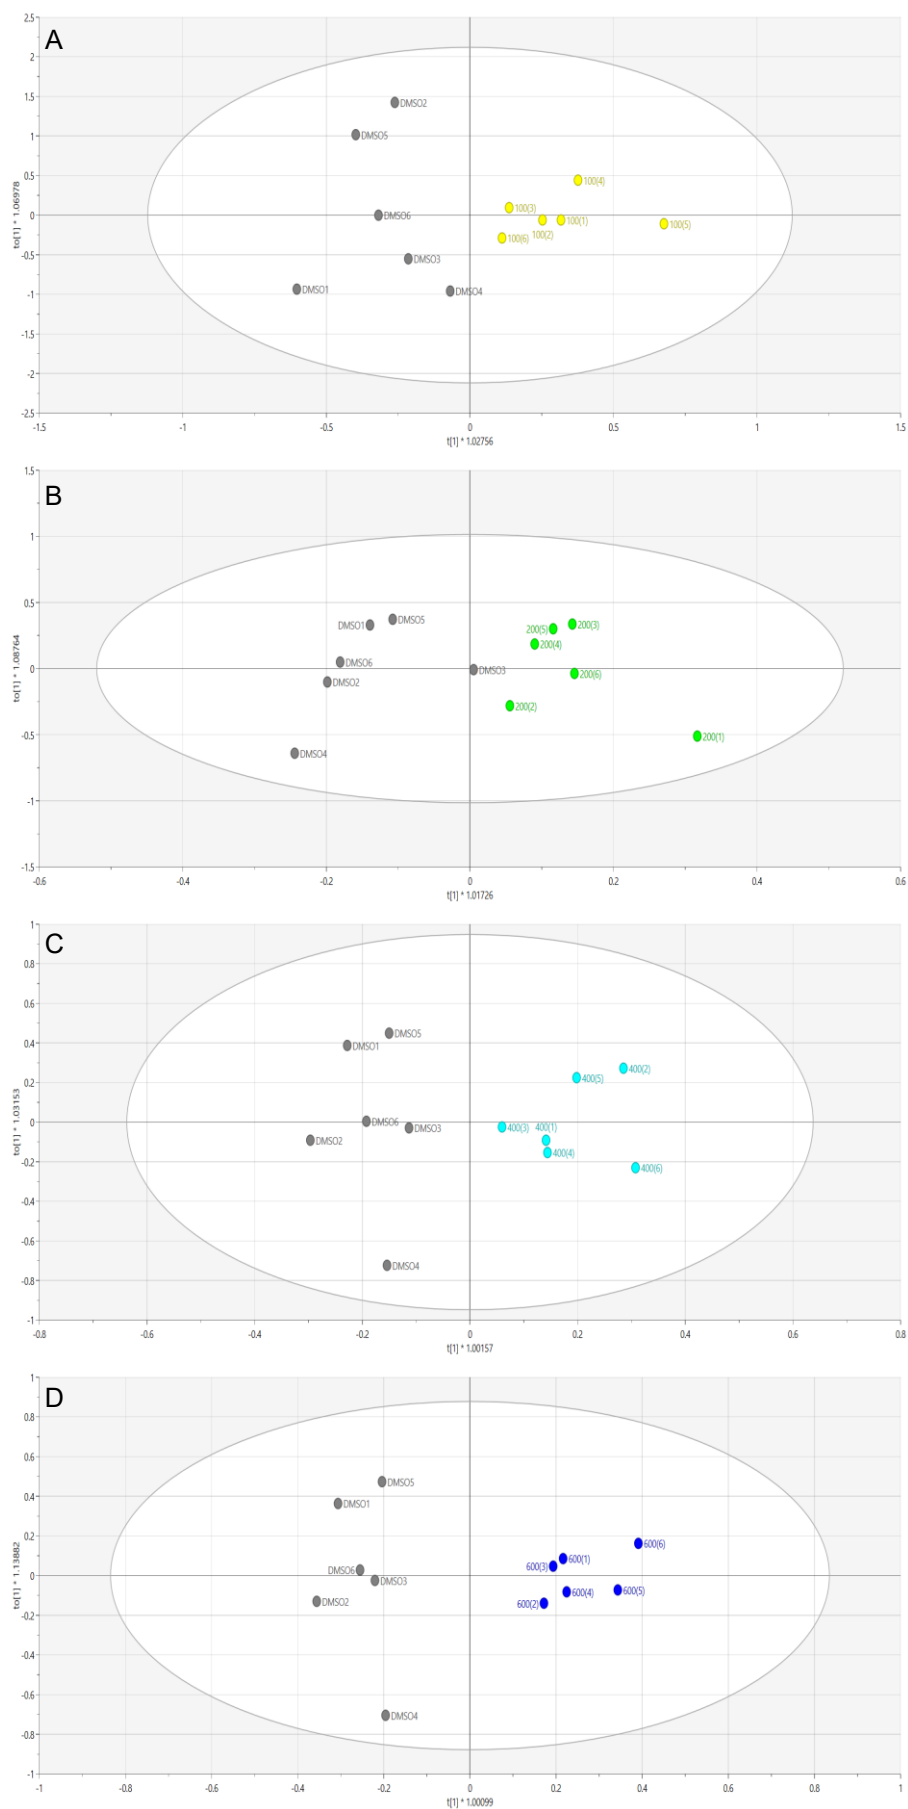 A
2.5
2
1.5
1
0.5
0
-0.5
-1
-1.5
-2
-2.5
to[1] * 1.06978
DMSO2
DMSO5
100(4)
100(3)
DMSO6
100(1)
100(2)
100(5)
100(6)
DMSO3
DMSO1
DMSO4
-1.5 -1 -0.5 0 0.5 1 1.5
t[1] * 1.02756
B
1.5
1
0.5
0
-0.5
-1
-1.5
to[1] * 1.08764
DMSO1
DMSO5
200(5)
200(3)
200(4)
DMSO6
DMSO3
200(6)
DMSO2
200(2)
200(1)
DMSO4
-0.6 -0.4 -0.2 0 0.2 0.4 0.6
t[1] * 1.01726
C
1
0.8
0.6
0.4
0.2
0
-0.2
-0.4
-0.6
-0.8
-1
to[1] * 1.03153
DMSO5
DMSO1
400(2)
400(5)
DMSO6
DMSO3
400(3)
400(1)
DMSO2
400(4)
400(6)
DMSO4
-0.8 -0.6 -0.4 -0.2 0 0.2 0.4 0.6 0.8
t[1] * 1.00157
D
1
0.8
0.6
0.4
0.2
0
-0.2
-0.4
-0.6
-0.8
-1
to[1] * 1.13882
DMSO5
DMSO1
600(6)
600(1)
600(3)
DMSO6
DMSO3
600(4)
600(5)
DMSO2
600(2)
DMSO4
-1 -0.8 -0.6 -0.4 -0.2 0 0.2 0.4 0.6 0.8 1
t[1] * 1.00099